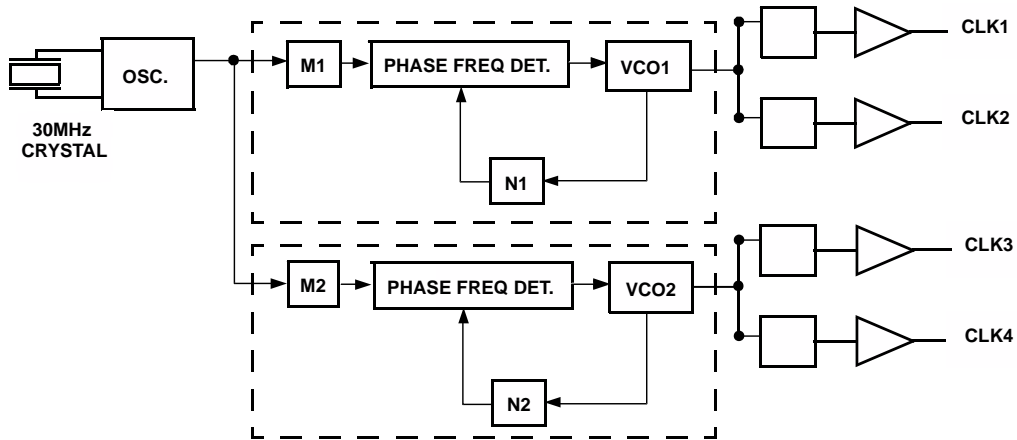 OSC.
30MHz
CRYSTAL
M1
PHASE FREQ DET.
VCO1
N1
CLK1
CLK2
M2
PHASE FREQ DET.
VCO2
N2
CLK3
CLK4